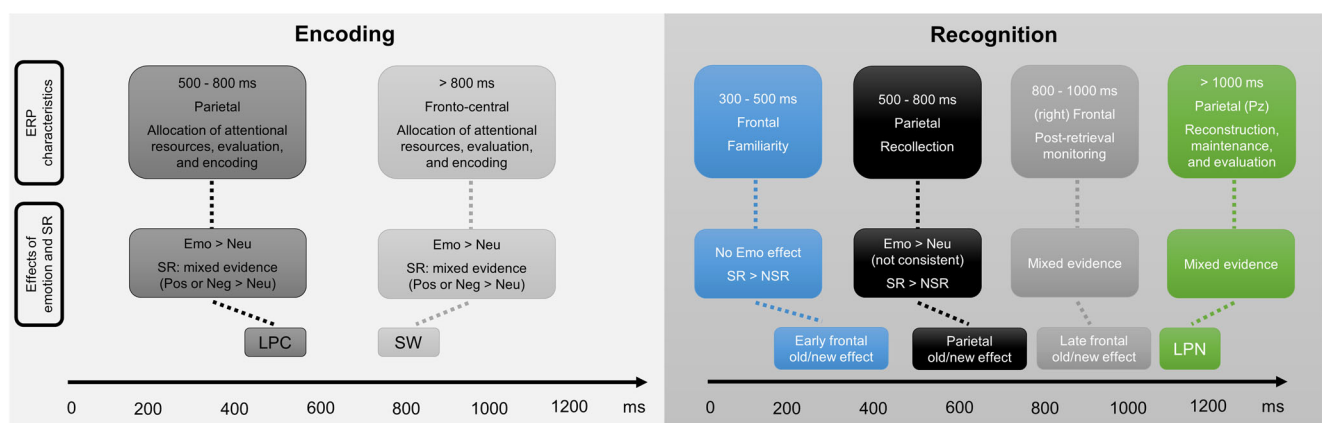 Encoding
ERP
characteristics
500 - 800 ms
Parietal
Allocation of attentional
resources, evaluation,
and encoding
> 800 ms
Fronto-central
Allocation of attentional
resources, evaluation,
and encoding
Effects of
emotion and SR
Emo > Neu
SR: mixed evidence
(Pos or Neg > Neu)
Emo > Neu
SR: mixed evidence
(Pos or Neg > Neu)
LPC
SW
0 200 400 600 800 1000 1200 ms
Recognition
300 - 500 ms
Frontal
Familiarity
500 - 800 ms
Parietal
Recollection
800 - 1000 ms
(right) Frontal
Post-retrieval
monitoring
> 1000 ms
Parietal (Pz)
Reconstruction,
maintenance,
and evaluation
No Emo effect
SR > NSR
Emo > Neu
(not consistent)
SR > NSR
Mixed evidence
Mixed evidence
Early frontal
old/new effect
Parietal
old/new effect
Late frontal
old/new effect
LPN
0 200 400 600 800 1000 1200 ms